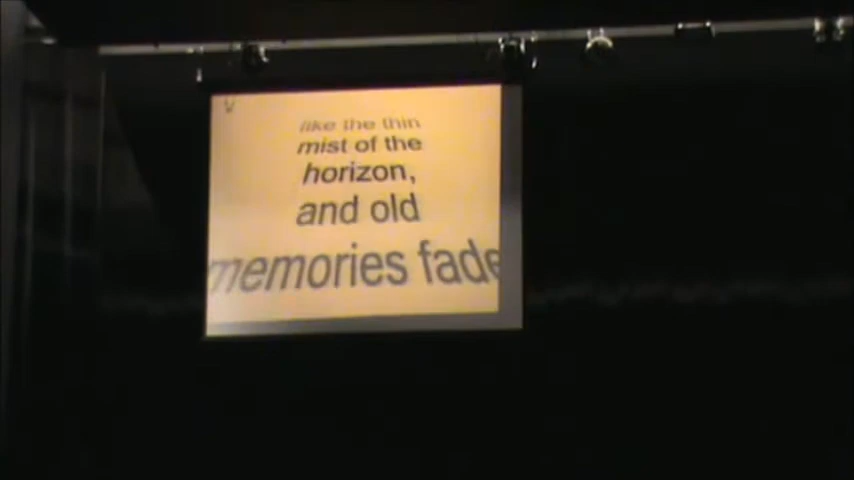 like the thin
mist of the
horizon,
and old
memories fade